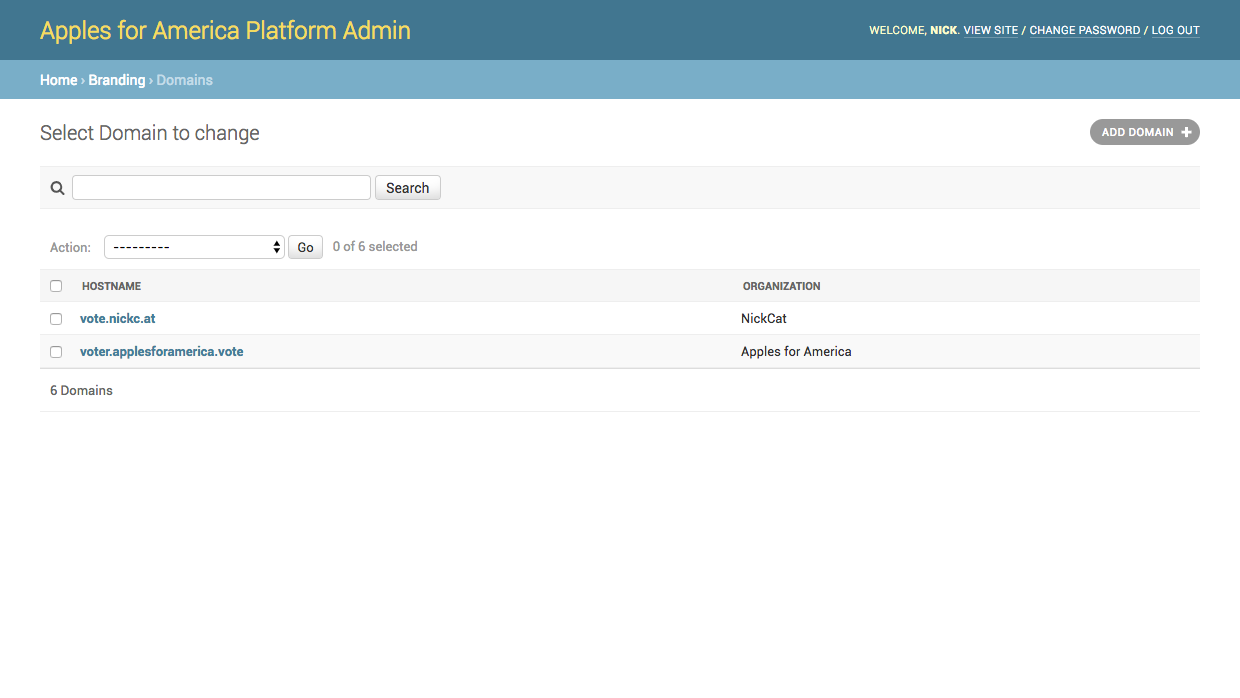 Apples for America Platform Admin
WELCOME, NICK. VIEW SITE / CHANGE PASSWORD / LOG OUT
Home › Branding › Domains
Select Domain to change
ADD DOMAIN +
Search
Action: --------- Go 0 of 6 selected
HOSTNAME ORGANIZATION
vote.nickc.at NickCat
voter.applesforamerica.vote Apples for America
6 Domains